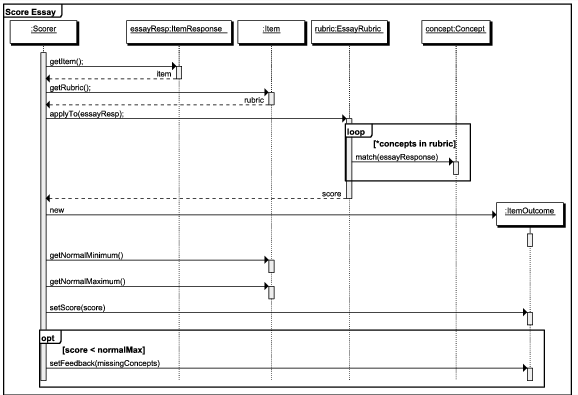 Score Essay
:Scorer
essayResp:ItemResponse
:Item
rubric:EssayRubric
concept:Concept
getItem();
item
getRubric();
rubric
applyTo(essayResp);
loop
[*concepts in rubric]
match(essayResponse)
score
new
:ItemOutcome
getNormalMinimum()
getNormalMaximum()
setScore(score)
opt
[score < normalMax]
setFeedback(missingConcepts)